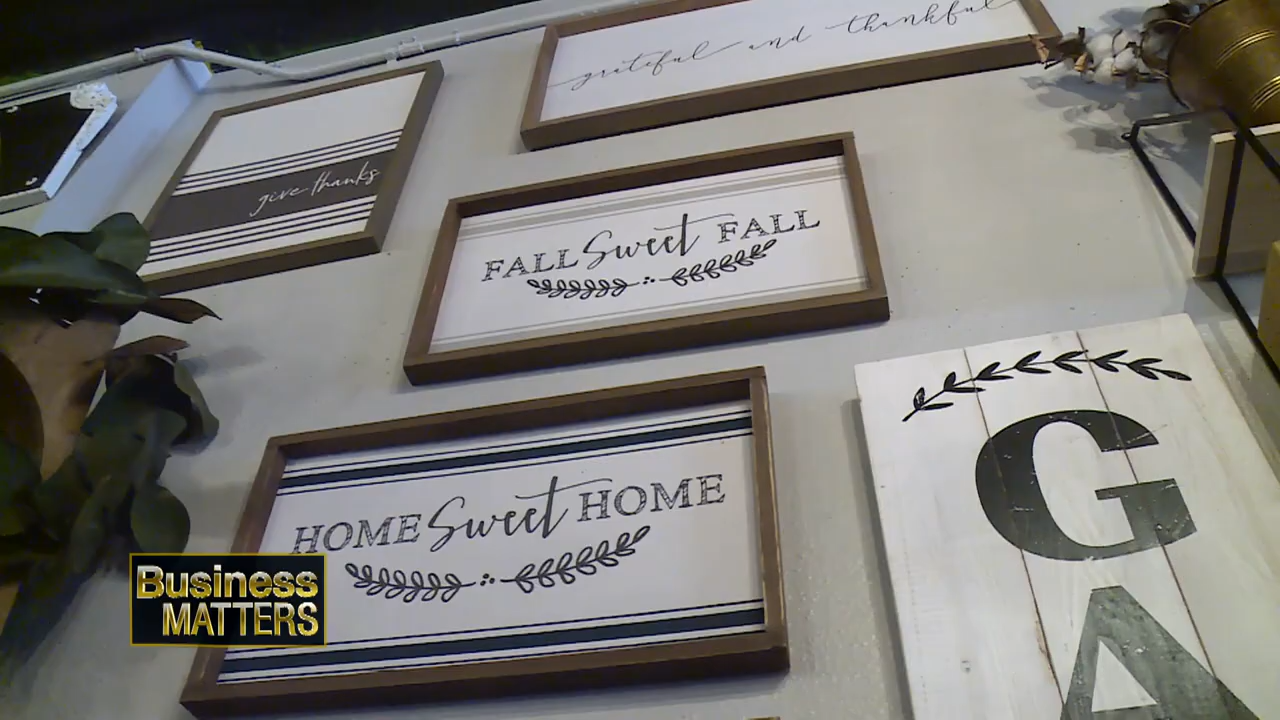 grateful and thankful
give thanks
FALL Sweet FALL
HOME Sweet HOME
G
A
Business
MATTERS